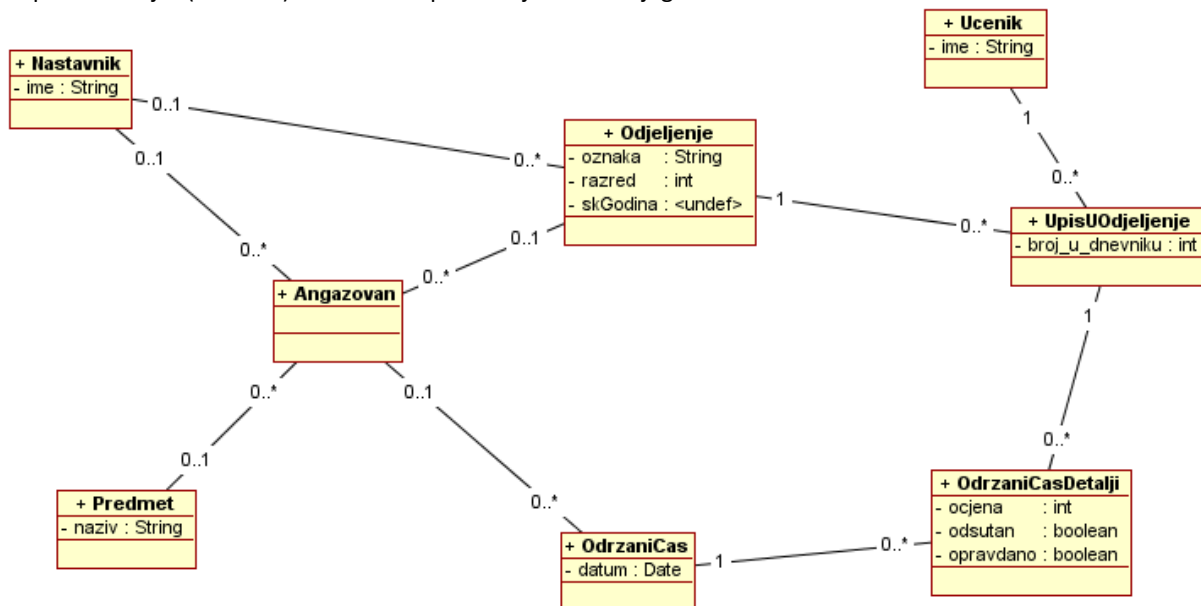 + Ucenik
- ime : String
+ Nastavnik
- ime : String
0..1
0..1
0..*
+ Odjeljenje
- oznaka : String
- razred : int
- skGodina : <undef>
1
0..*
1
0..*
+ UpisUOdjeljenje
- broj_u_dnevniku : int
0..1
0..*
0..*
+ Angazovan
0..*
0..1
0..1
0..*
1
0..*
+ Predmet
- naziv : String
+ OdrzaniCas
- datum : Date
1
0..*
+ OdrzaniCasDetalji
- ocjena : int
- odsutan : boolean
- opravdano : boolean